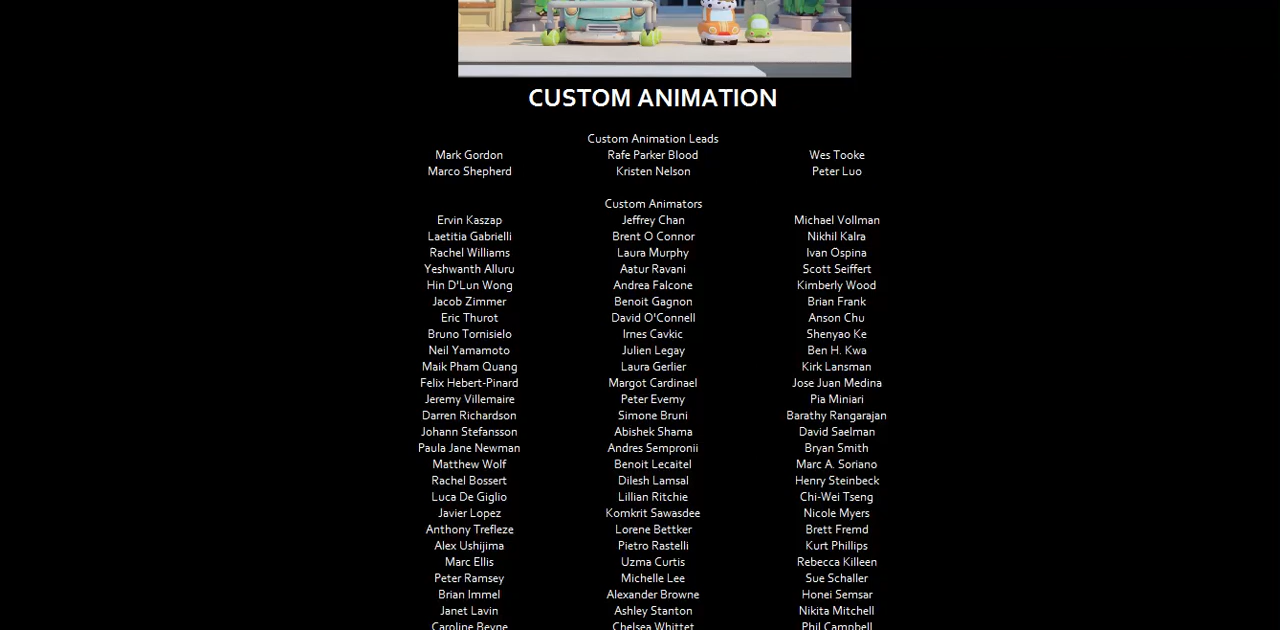 CUSTOM ANIMATION
Custom Animation Leads
Mark Gordon Rafe Parker Blood Wes Tooke
Marco Shepherd Kristen Nelson Peter Luo
Custom Animators
Ervin Kaszap Jeffrey Chan Michael Vollman
Laetitia Gabrielli Brent O Connor Nikhil Kalra
Rachel Williams Laura Murphy Ivan Ospina
Yeshwanth Alluru Aatur Ravani Scott Seiffert
Hin D'Lun Wong Andrea Falcone Kimberly Wood
Jacob Zimmer Benoit Gagnon Brian Frank
Eric Thurot David O'Connell Anson Chu
Bruno Tornisielo Irnes Cavkic Shenyao Ke
Neil Yamamoto Julien Legay Ben H. Kwa
Maik Pham Quang Laura Gerlier Kirk Lansman
Felix Hebert-Pinard Margot Cardinael Jose Juan Medina
Jeremy Villemaire Peter Evemy Pia Miniari
Darren Richardson Simone Bruni Barathy Rangarajan
Johann Stefansson Abishek Shama David Saelman
Paula Jane Newman Andres Sempronii Bryan Smith
Matthew Wolf Benoit Lecaitel Marc A. Soriano
Rachel Bossert Dilesh Lamsal Henry Steinbeck
Luca De Giglio Lillian Ritchie Chi-Wei Tseng
Javier Lopez Komkrit Sawasdee Nicole Myers
Anthony Trefleze Lorene Bettker Brett Fremd
Alex Ushijima Pietro Rastelli Kurt Phillips
Marc Ellis Uzma Curtis Rebecca Killeen
Peter Ramsey Michelle Lee Sue Schaller
Brian Immel Alexander Browne Honei Semsar
Janet Lavin Ashley Stanton Nikita Mitchell
Caroline Beyne Chelsea Whittet Phil Campbell